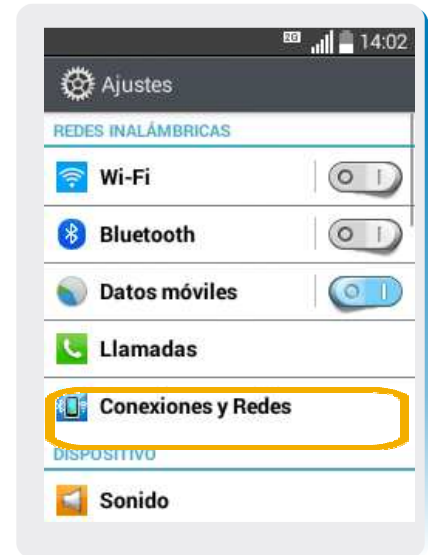 2G 14:02
Ajustes
REDES INALÁMBRICAS
Wi-Fi
Bluetooth
Datos móviles
Llamadas
Conexiones y Redes
DISPOSITIVO
Sonido